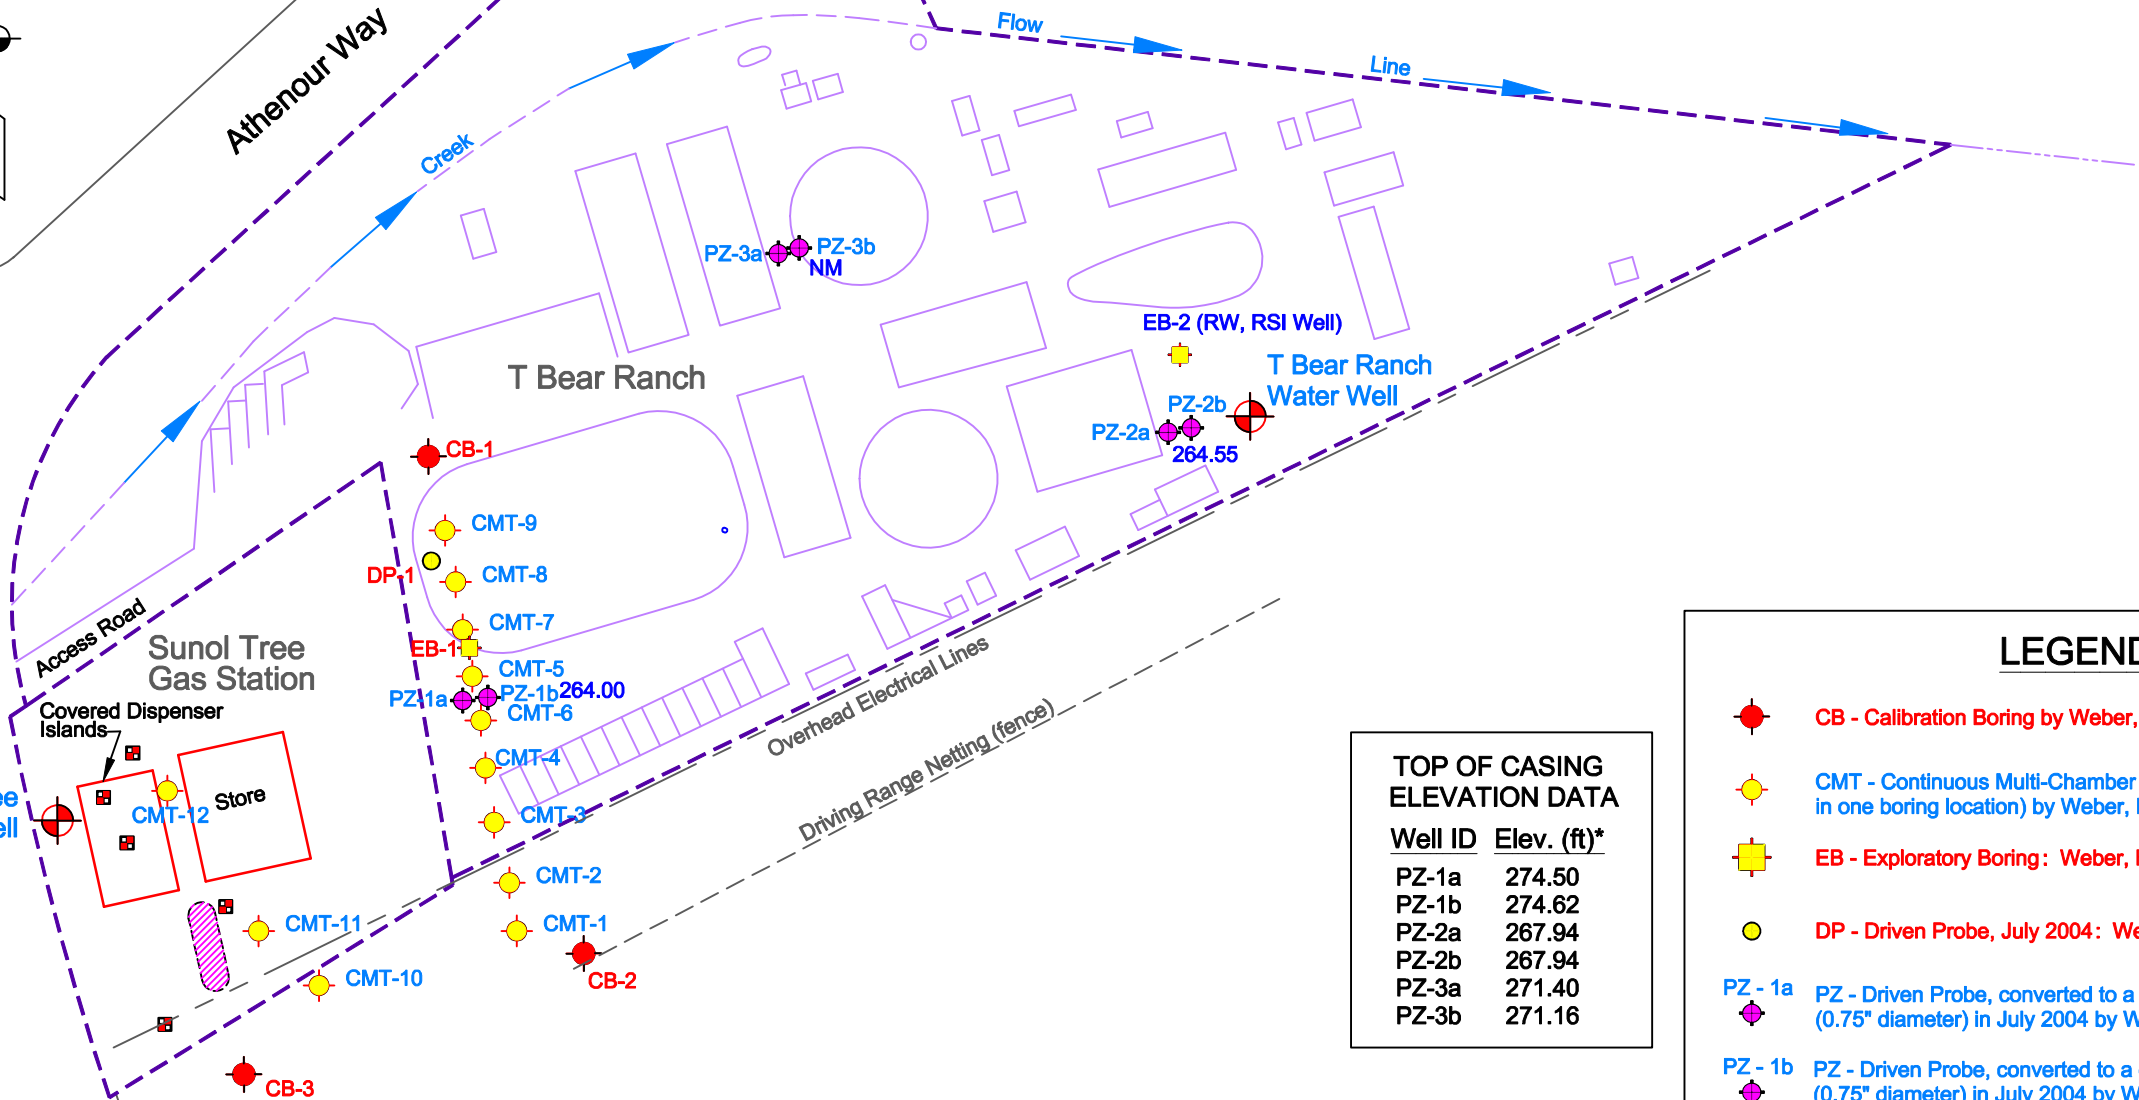 Flow
Line
Athenour Way
Creek
PZ-3a
PZ-3b
NM
EB-2 (RW, RSI Well)
T Bear Ranch
T Bear Ranch
Water Well
PZ-2b
PZ-2a
264.55
CB-1
CMT-9
DP-1
CMT-8
CMT-7
EB-1
CMT-5
PZ-1a
PZ-1b
264.00
CMT-6
CMT-4
CMT-3
CMT-2
CMT-1
CB-2
Access Road
Sunol Tree
Gas Station
Covered Dispenser
Islands
Store
CMT-12
CMT-11
CMT-10
CB-3
Overhead Electrical Lines
Driving Range Netting (fence)
TOP OF CASING
ELEVATION DATA
Well ID Elev. (ft)*
PZ-1a 274.50
PZ-1b 274.62
PZ-2a 267.94
PZ-2b 267.94
PZ-3a 271.40
PZ-3b 271.16
LEGEND
CB - Calibration Boring by Weber,
CMT - Continuous Multi-Chamber
in one boring location) by Weber,
EB - Exploratory Boring: Weber,
DP - Driven Probe, July 2004:
PZ - 1a
PZ - Driven Probe, converted to a
(0.75" diameter) in July 2004 by
PZ - 1b
PZ - Driven Probe, converted to a
(0.75" diameter) in July 2004 by